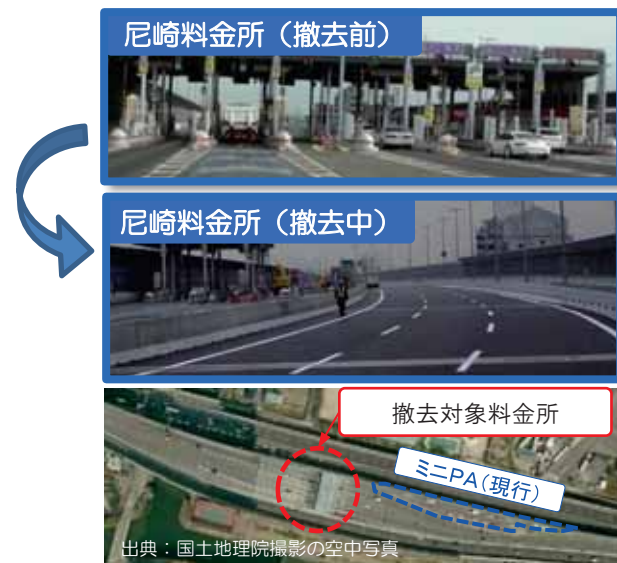 尼崎料金所（撤去前）
尼崎料金所（撤去中）
撤去対象料金所
ミニPA（現行）
出典：国土地理院撮影の空中写真